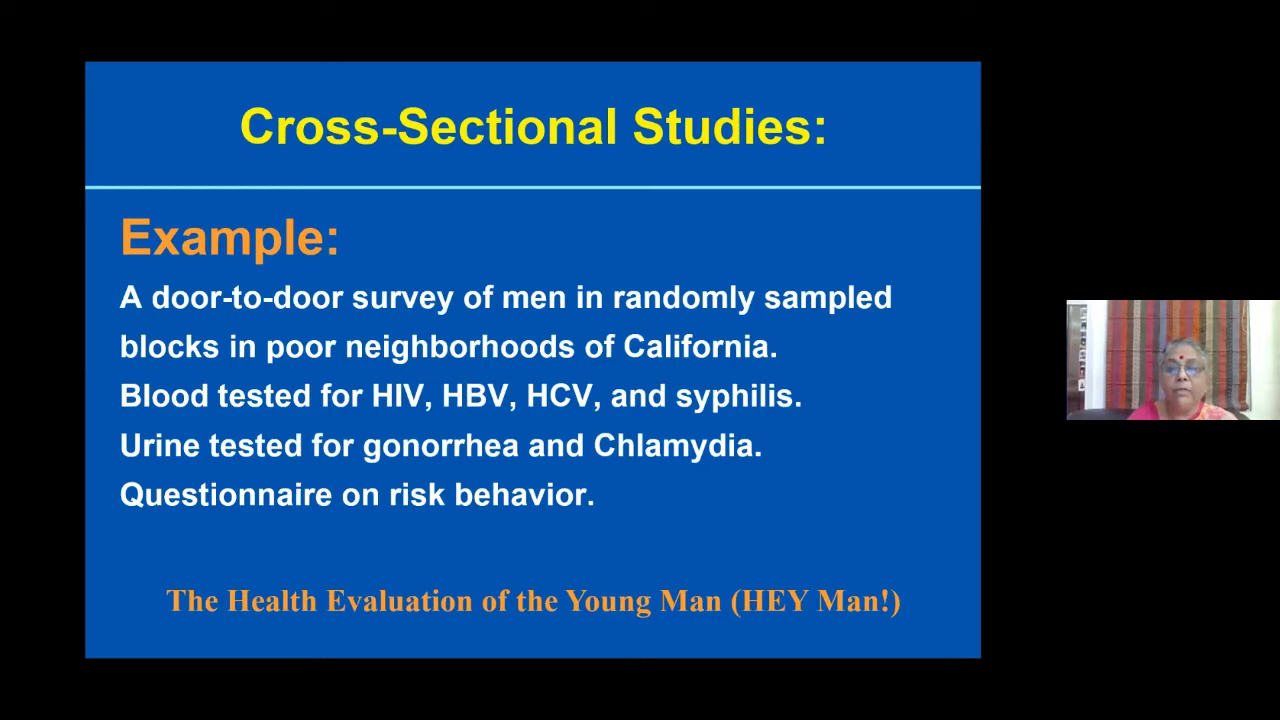 Cross-Sectional Studies:
Example:
A door-to-door survey of men in randomly sampled
blocks in poor neighborhoods of California.
Blood tested for HIV, HBV, HCV, and syphilis.
Urine tested for gonorrhea and Chlamydia.
Questionnaire on risk behavior.
The Health Evaluation of the Young Man (HEY Man!)